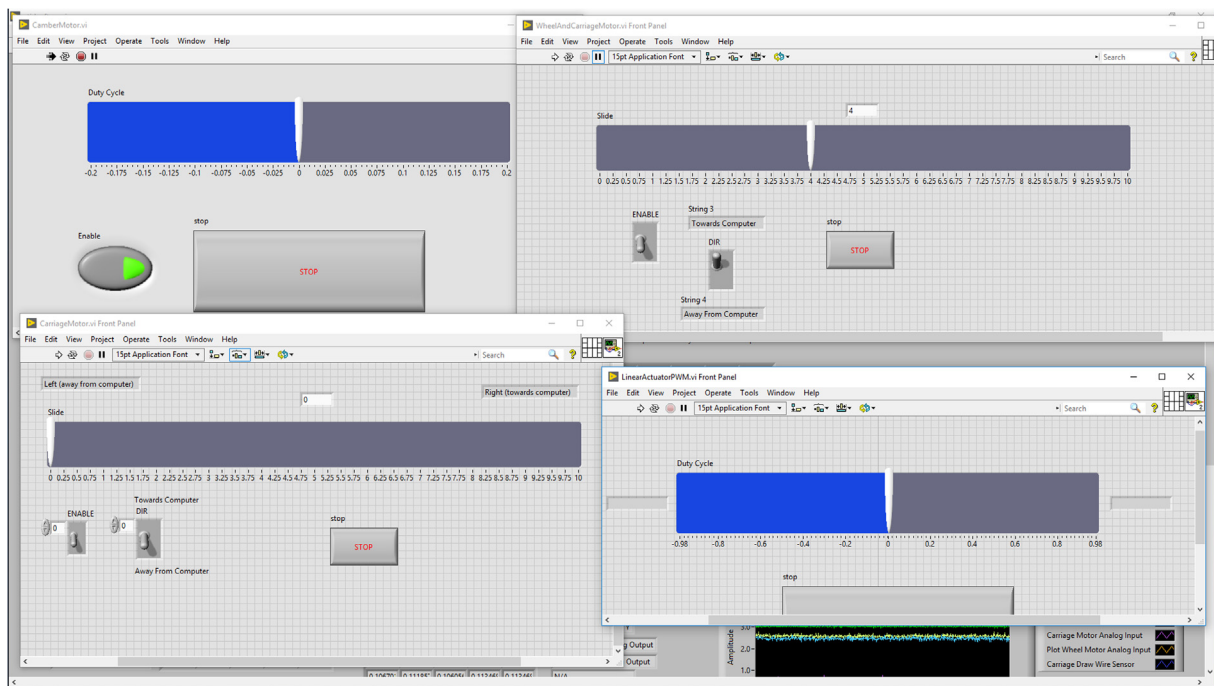 CamberMotor.vi
File Edit View Project Operate Tools Window Help
Duty Cycle
-0.2 -0.175 -0.15 -0.125 -0.1 -0.075 -0.05 -0.025 0 0.025 0.05 0.075 0.1 0.125 0.15 0.175 0.2
stop
Enable
STOP
WheelAndCarriageMotor.vi Front Panel
File Edit View Project Operate Tools Window Help
15pt Application Font
Search
4
Slide
0 0.25 0.5 0.75 1 1.25 1.5 1.75 2 2.25 2.5 2.75 3 3.25 3.5 3.75 4 4.25 4.5 4.75 5 5.25 5.5 5.75 6 6.25 6.5 7.75 7 7.25 7.5 7.75 8 8.25 8.5 8.75 9 9.25 9.5 9.75 10
String 3
ENABLE
Towards Computer
stop
DIR
STOP
String 4
Away From Computer
CarriageMotor.vi Front Panel
File Edit View Project Operate Tools Window Help
15pt Application Font
Search
2
Left (away from computer)
Right (towards computer)
0
Slide
0 0.25 0.5 0.75 1 1.25 1.5 1.75 2 2.25 2.5 2.75 3 3.25 3.5 3.75 4 4.25 4.5 4.75 5 5.25 5.5 5.75 6 6.25 6.5 6.75 7 7.25 7.5 7.75 8 8.25 8.5 8.75 9 9.25 9.5 9.75 10
Towards Computer
ENABLE
DIR
0
0
stop
STOP
Away From Computer
LinearActuatorPWM.vi Front Panel
File Edit View Project Operate Tools Window Help
15pt Application Font
Search
2
Duty Cycle
-0.98 -0.8 -0.6 -0.4 -0.2 0 0.2 0.4 0.6 0.8 0.98
stop
g Output
Output
Amplitude
3.0
2.0
1.0
Carriage Motor Analog Input
Plot Wheel Motor Analog Input
Carriage Draw Wire Sensor
N/A